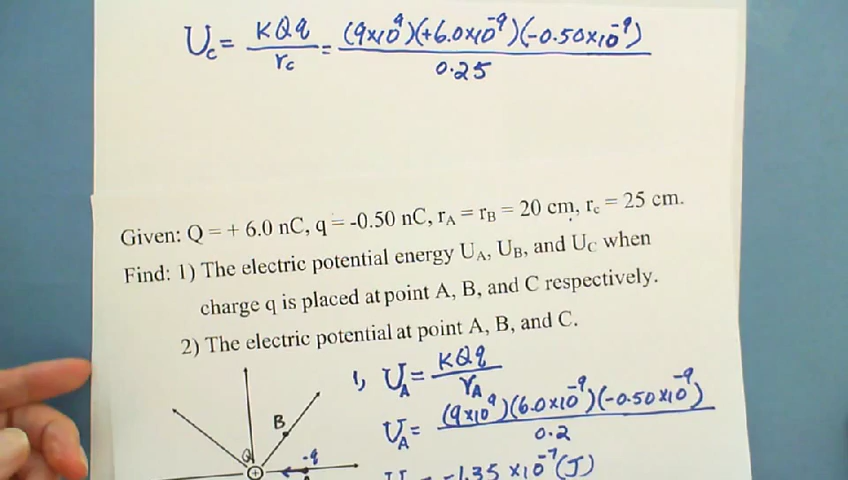 U_c = KQq / r_c = (9×10^9)(+6.0×10^-9)(-0.50×10^-9) / 0.25
Given: Q = + 6.0 nC, q = -0.50 nC, r_A = r_B = 20 cm, r_c = 25 cm.
Find: 1) The electric potential energy U_A, U_B, and U_C when
charge q is placed at point A, B, and C respectively.
2) The electric potential at point A, B, and C.
1, U_A = KQq / r_A
U_A = (9×10^9)(6.0×10^-9)(-0.50×10^-9) / 0.2
-1.35 ×10^-7 (J)
B
Q
+
-q